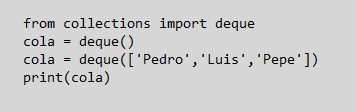 from collections import deque
cola = deque()
cola = deque(['Pedro','Luis','Pepe'])
print(cola)